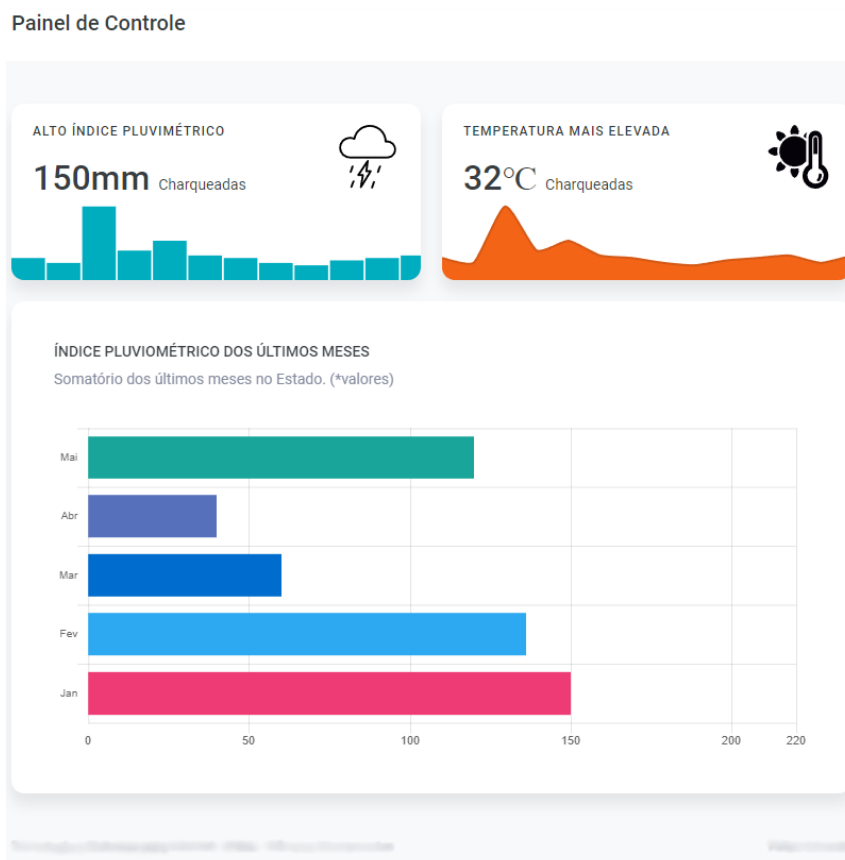 Painel de Controle
ALTO ÍNDICE PLUVIMÉTRICO
150mm Charqueadas
TEMPERATURA MAIS ELEVADA
32°C Charqueadas
ÍNDICE PLUVIOMÉTRICO DOS ÚLTIMOS MESES
Somatório dos últimos meses no Estado. (*valores)
Mai
Abr
Mar
Fev
Jan
0 50 100 150 200 220